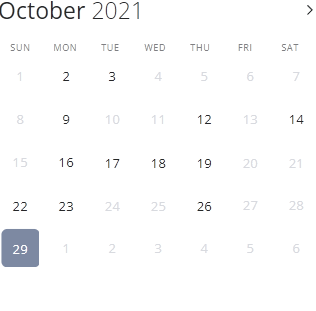 October 2021
SUN MON TUE WED THU FRI SAT
1 2 3 4 5 6 7
8 9 10 11 12 13 14
15 16 17 18 19 20 21
22 23 24 25 26 27 28
29 1 2 3 4 5 6